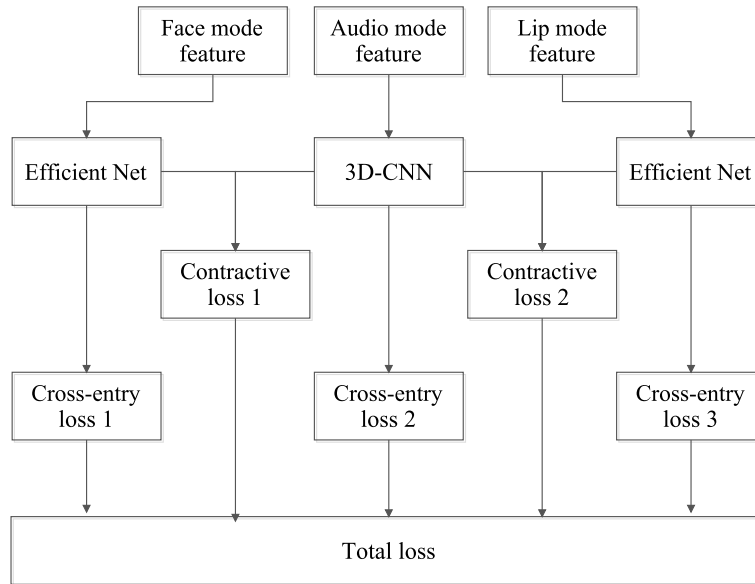 Face mode
feature
Audio mode
feature
Lip mode
feature
Efficient Net
3D-CNN
Efficient Net
Contractive
loss 1
Contractive
loss 2
Cross-entry
loss 1
Cross-entry
loss 2
Cross-entry
loss 3
Total loss